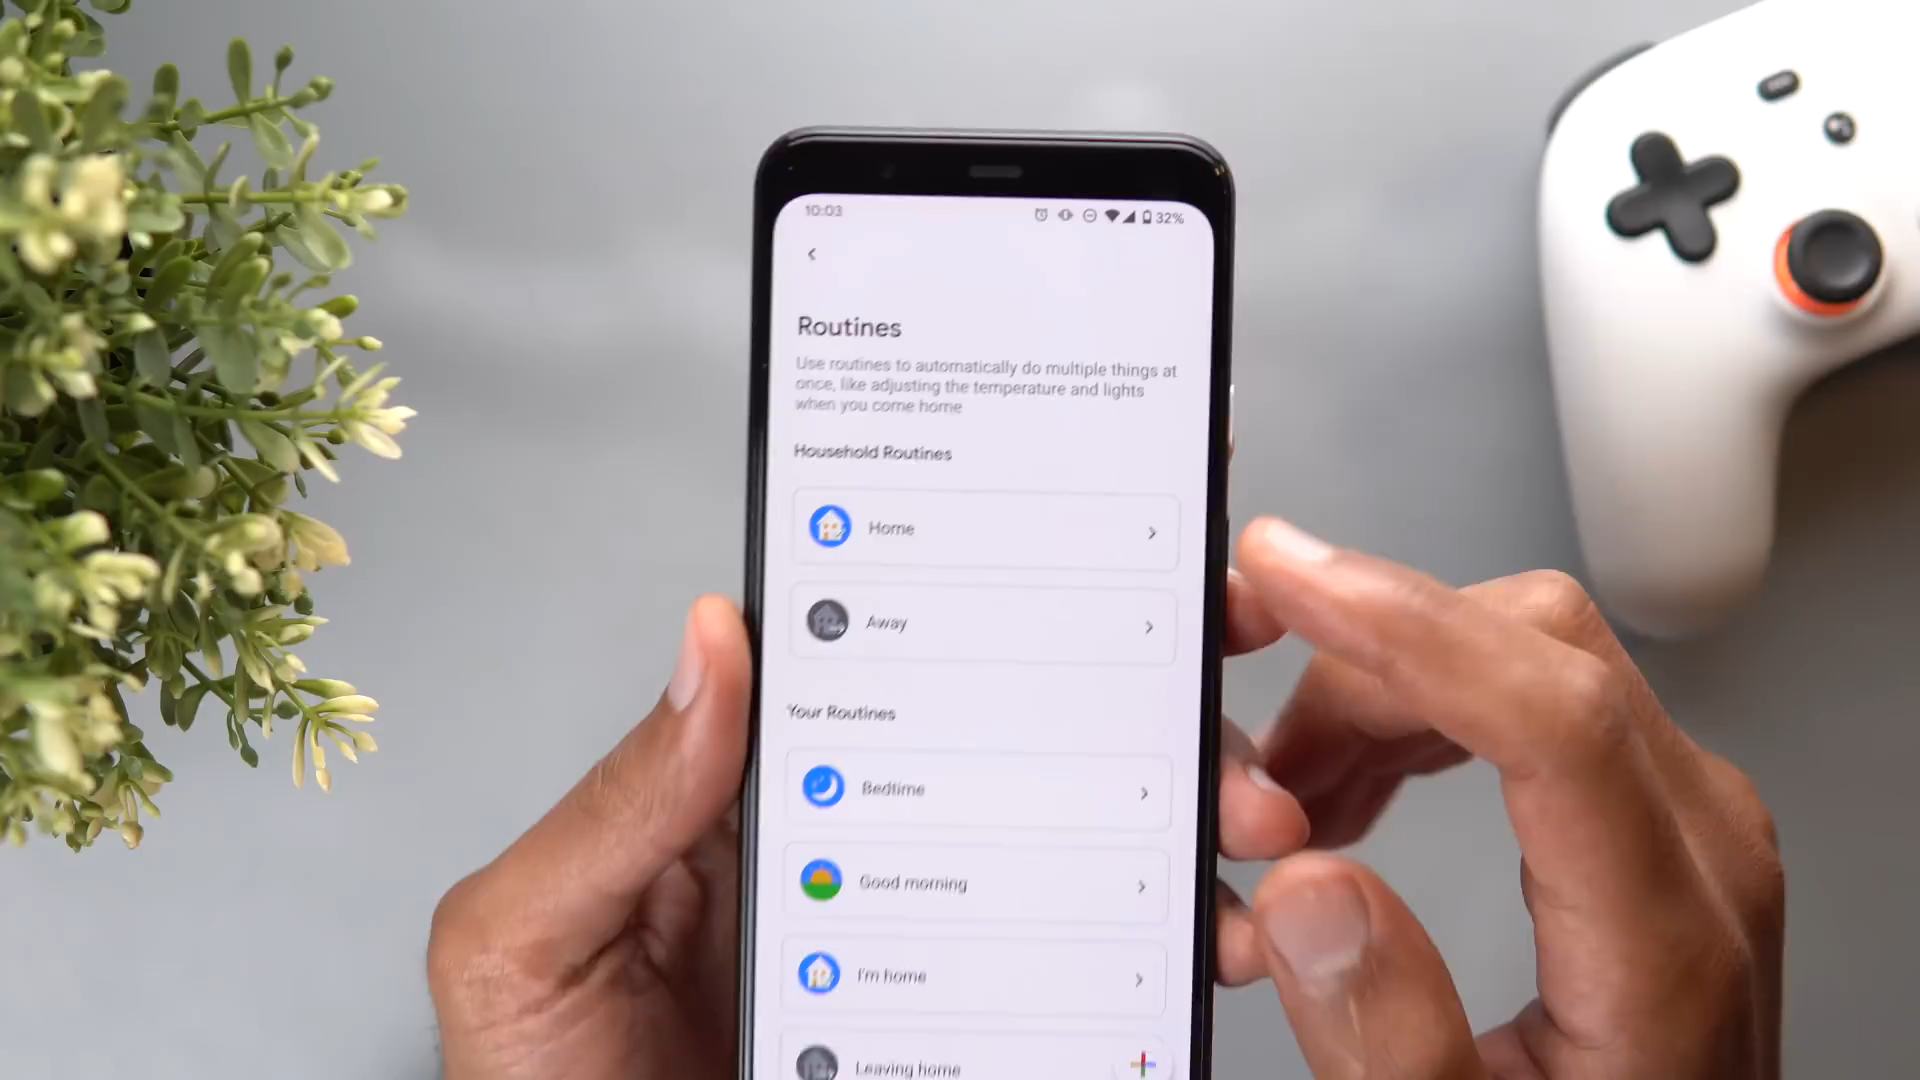 10:03
32%
Routines
Use routines to automatically do multiple things at
once, like adjusting the temperature and lights
when you come home
Household Routines
Home
Away
Your Routines
Bedtime
Good morning
I'm home
Leaving home